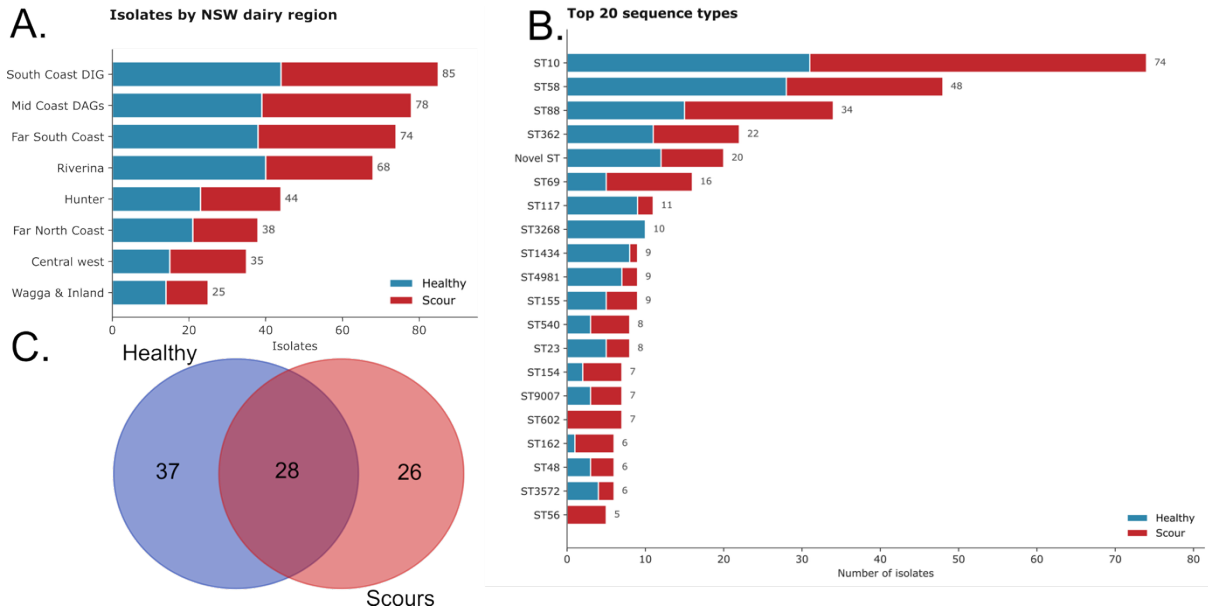 A.
Isolates by NSW dairy region
South Coast DIG 85
Mid Coast DAGs 78
Far South Coast 74
Riverina 68
Hunter 44
Far North Coast 38
Central west 35
Wagga & Inland 25
Healthy
Scour
0 20 40 60 80
Isolates
B.
Top 20 sequence types
ST10 74
ST58 48
ST88 34
ST362 22
Novel ST 20
ST69 16
ST117 11
ST3268 10
ST1434 9
ST4981 9
ST155 9
ST540 8
ST23 8
ST154 7
ST9007 7
ST602 7
ST162 6
ST48 6
ST3572 6
ST56 5
Healthy
Scour
0 10 20 30 40 50 60 70 80
Number of isolates
C.
Healthy
37 28 26
Scours